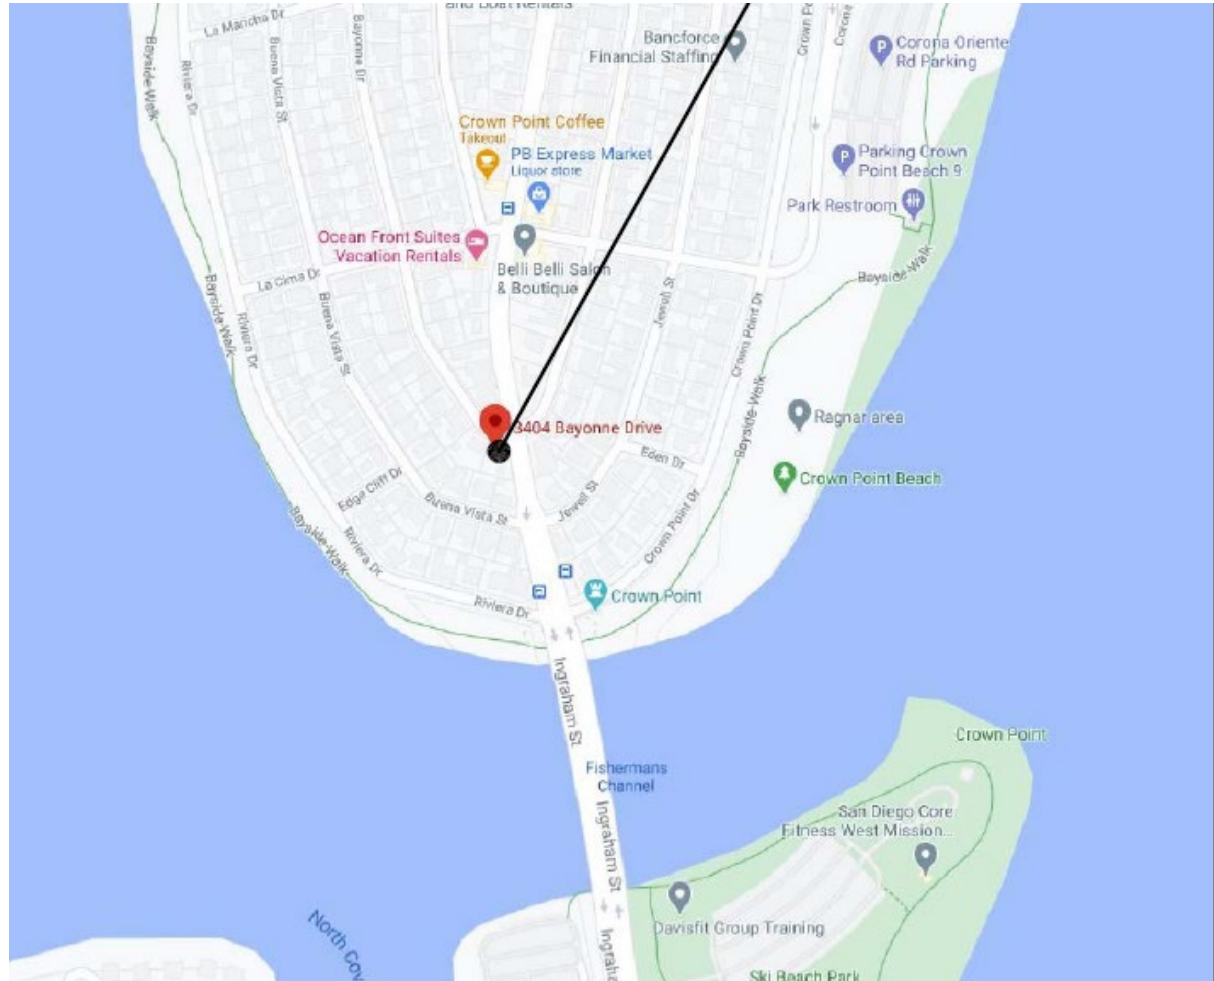 and Boat Rentals
La Mancha Dr
Bayside Walk
Riviera Dr
Buena Vista St
Bayonne Dr
Bancforce
Financial Staffing
Crown P
Corona
Corona Oriente
Rd Parking
Crown Point Coffee
Takeout
PB Express Market
Liquor store
P
P
Parking Crown
Point Beach 9
Park Restroom
Ocean Front Suites
Vacation Rentals
Belli Belli Salon
& Boutique
Bayside Walk
La Cima Dr
Bayside Walk
Riviera Dr
Buena Vista St
Jewell St
Crown Point Dr
Bayside Walk
Ragnar area
3404 Bayonne Drive
Eden Dr
Crown Point Beach
Edge Cliff Dr
Buena Vista St
Jewell St
Crown Point Dr
Bayside Walk
Riviera Dr
Riviera Dr
Crown Point
Ingraham St
Crown Point
Fishermans
Channel
Ingraham St
San Diego Core
Fitness West Mission...
North Cov
Davisfit Group Training
Ingraha
Ski Beach Park